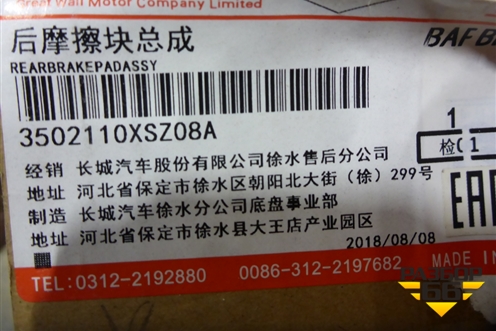 Great Wall Motor Company Limited
后摩擦块总成
REARBRAKEPADASSY
3502110XSZ08A
1
检01
经销 长城汽车股份有限公司徐水售后分公司
地址 河北省保定市徐水区朝阳北大街（徐）299号
制造 长城汽车徐水分公司底盘事业部
地址 河北省保定市徐水县大王店产业园区
2018/08/08
EAC
TEL:0312-2192880 0086-312-2197682
MADE IN
РАЗБОР
66